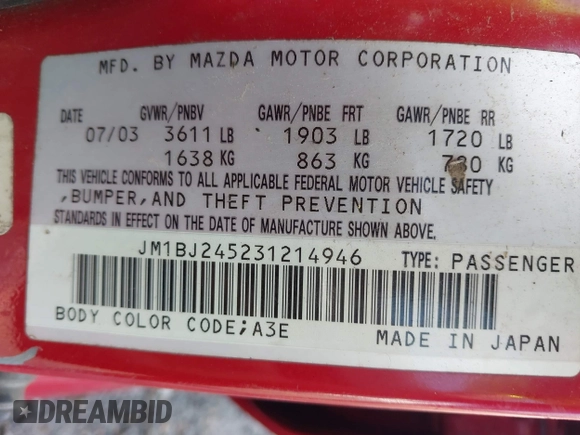 MFD. BY MAZDA MOTOR CORPORATION
DATE GVWR/PNBV GAWR/PNBE FRT GAWR/PNBE RR
07/03 3611 LB 1903 LB 1720 LB
1638 KG 863 KG 780 KG
THIS VEHICLE CONFORMS TO ALL APPLICABLE FEDERAL MOTOR VEHICLE SAFETY
,BUMPER,AND THEFT PREVENTION
STANDARDS IN EFFECT ON THE DATE OF MANUFACTURE SHOWN ABOVE.
JM1BJ245231214946 TYPE: PASSENGER
BODY COLOR CODE;A3E MADE IN JAPAN
DREAMBID